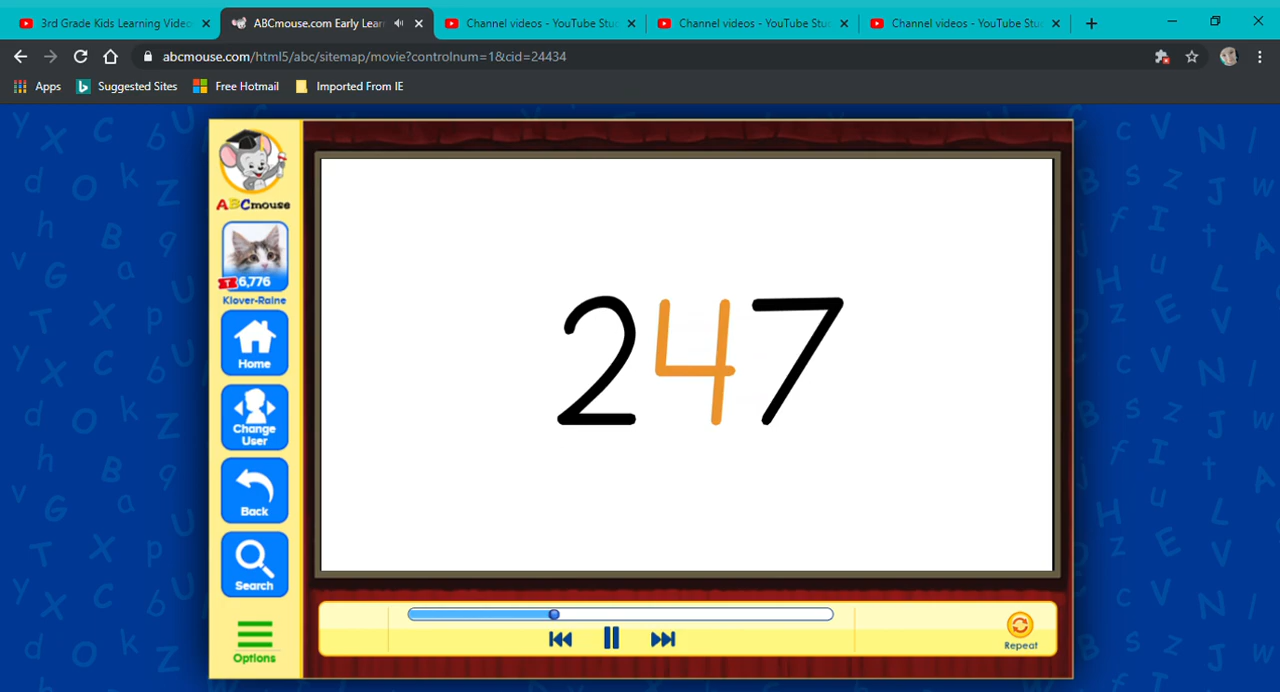 3rd Grade Kids Learning Video
ABCmouse.com Early Lear
Channel videos - YouTube Stu
Channel videos - YouTube Stu
Channel videos - YouTube Stu
abcmouse.com/html5/abc/sitemap/movie?controlnum=1&cid=24434
Apps
Suggested Sites
Free Hotmail
Imported From IE
ABCmouse
T 6,776
Klover-Raine
Home
Change
User
Back
Search
Options
247
Repeat